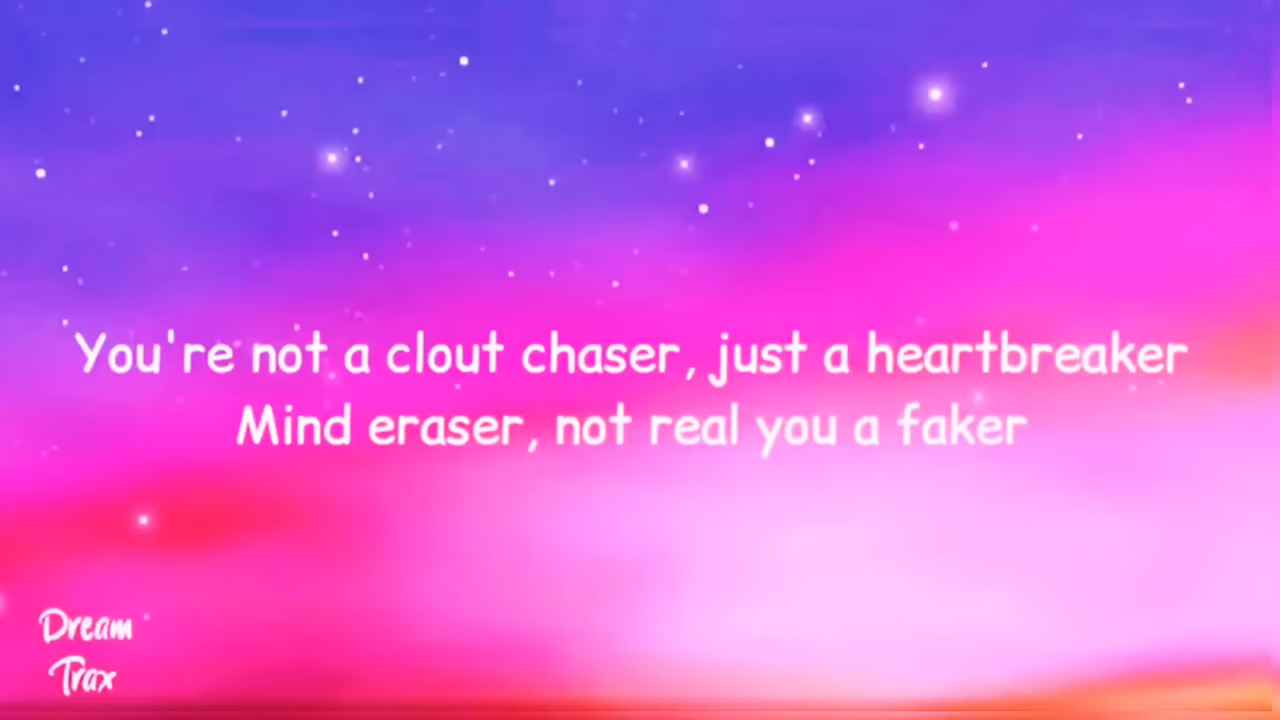 You're not a clout chaser, just a heartbreaker
Mind eraser, not real you a faker
Dream
Trax